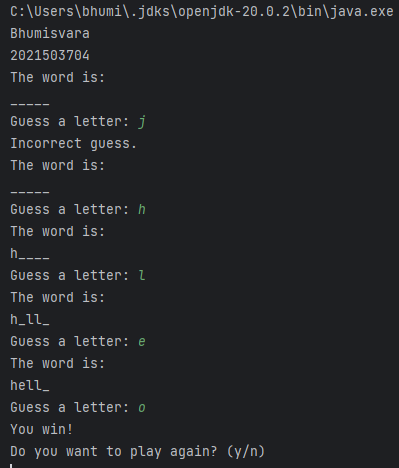 C:\Users\bhumi\.jdks\openjdk-20.0.2\bin\java.exe
Bhumisvara
2021503704
The word is:
_____
Guess a letter: j
Incorrect guess.
The word is:
_____
Guess a letter: h
The word is:
h____
Guess a letter: l
The word is:
h_ll_
Guess a letter: e
The word is:
hell_
Guess a letter: o
You win!
Do you want to play again? (y/n)